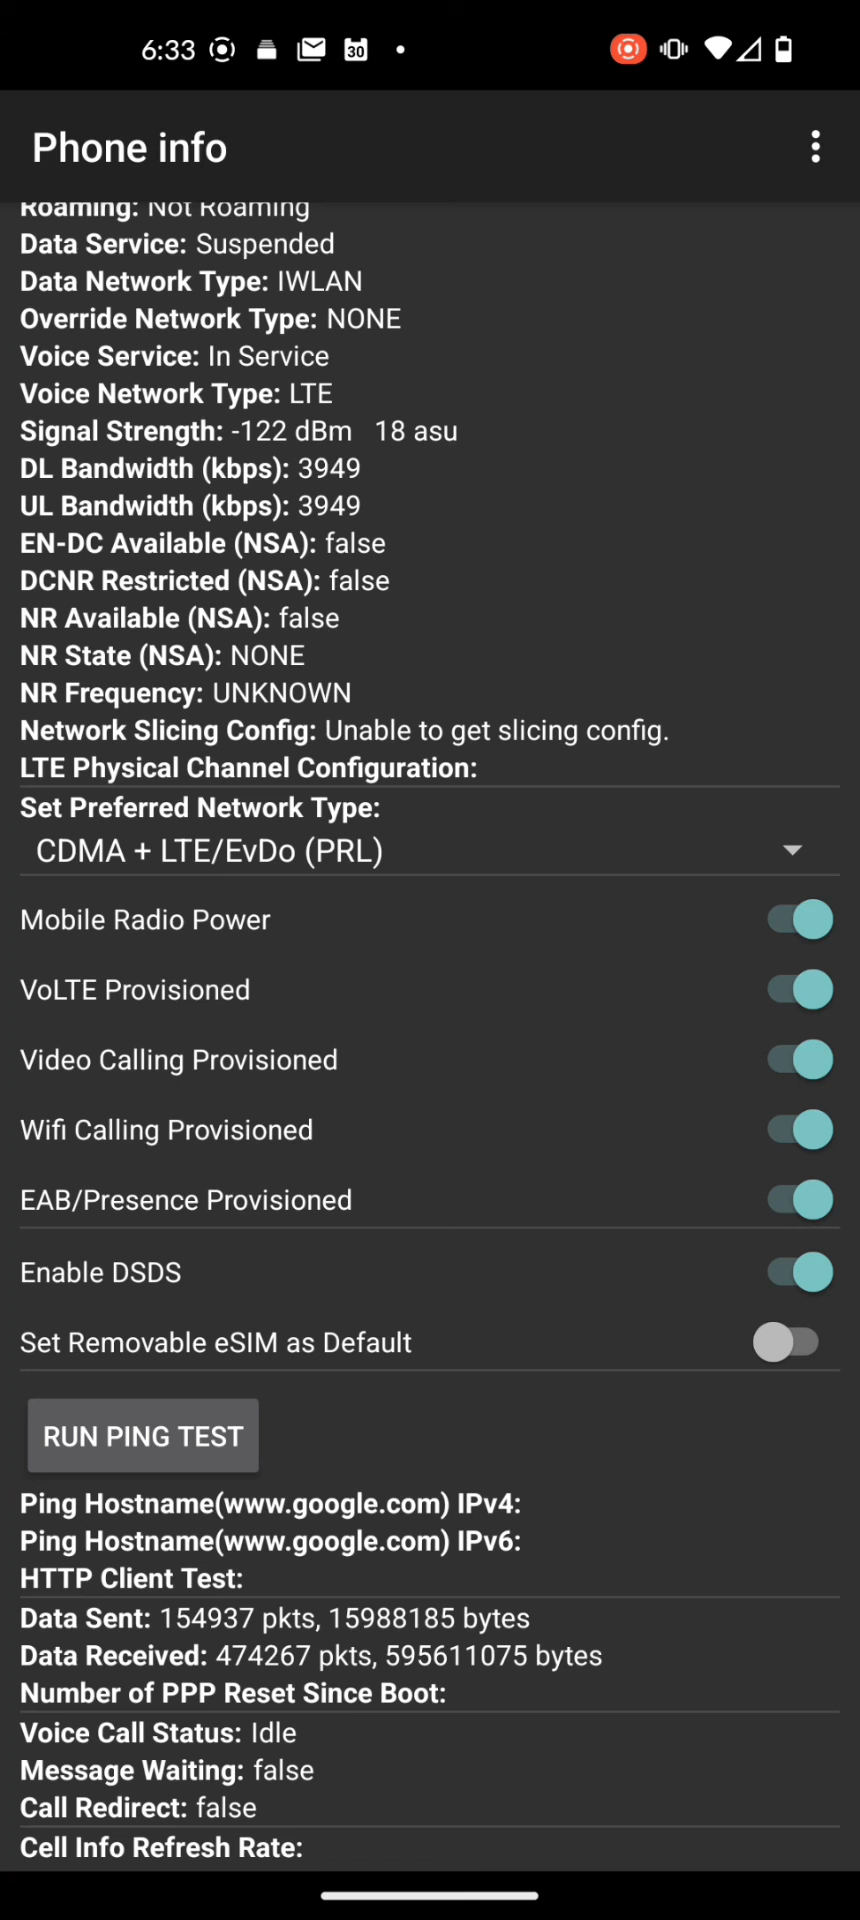 6:33
30
Phone info
Roaming: Not Roaming
Data Service: Suspended
Data Network Type: IWLAN
Override Network Type: NONE
Voice Service: In Service
Voice Network Type: LTE
Signal Strength: -122 dBm   18 asu
DL Bandwidth (kbps): 3949
UL Bandwidth (kbps): 3949
EN-DC Available (NSA): false
DCNR Restricted (NSA): false
NR Available (NSA): false
NR State (NSA): NONE
NR Frequency: UNKNOWN
Network Slicing Config: Unable to get slicing config.
LTE Physical Channel Configuration:
Set Preferred Network Type:
CDMA + LTE/EvDo (PRL)
Mobile Radio Power
VoLTE Provisioned
Video Calling Provisioned
Wifi Calling Provisioned
EAB/Presence Provisioned
Enable DSDS
Set Removable eSIM as Default
RUN PING TEST
Ping Hostname(www.google.com) IPv4:
Ping Hostname(www.google.com) IPv6:
HTTP Client Test:
Data Sent: 154937 pkts, 15988185 bytes
Data Received: 474267 pkts, 595611075 bytes
Number of PPP Reset Since Boot:
Voice Call Status: Idle
Message Waiting: false
Call Redirect: false
Cell Info Refresh Rate: